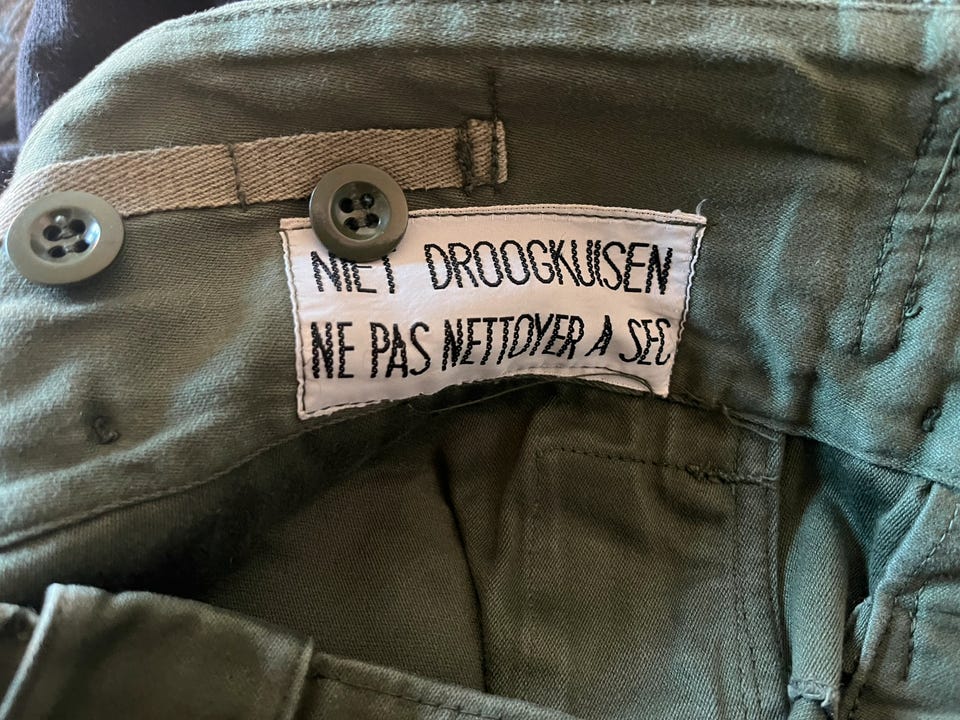 NIET DROOGKUISEN
NE PAS NETTOYER A SEC